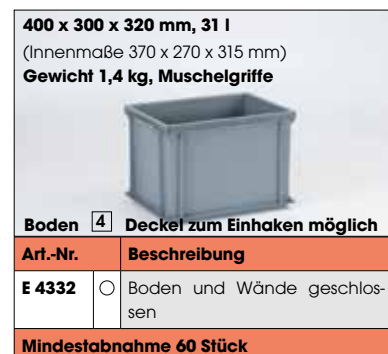 400 x 300 x 320 mm, 31 l
(Innenmaße 370 x 270 x 315 mm)
Gewicht 1,4 kg, Muschelgriffe
Boden 4 Deckel zum Einhaken möglich
Art.-Nr. Beschreibung
E 4332 Boden und Wände geschlos-
sen
Mindestabnahme 60 Stück